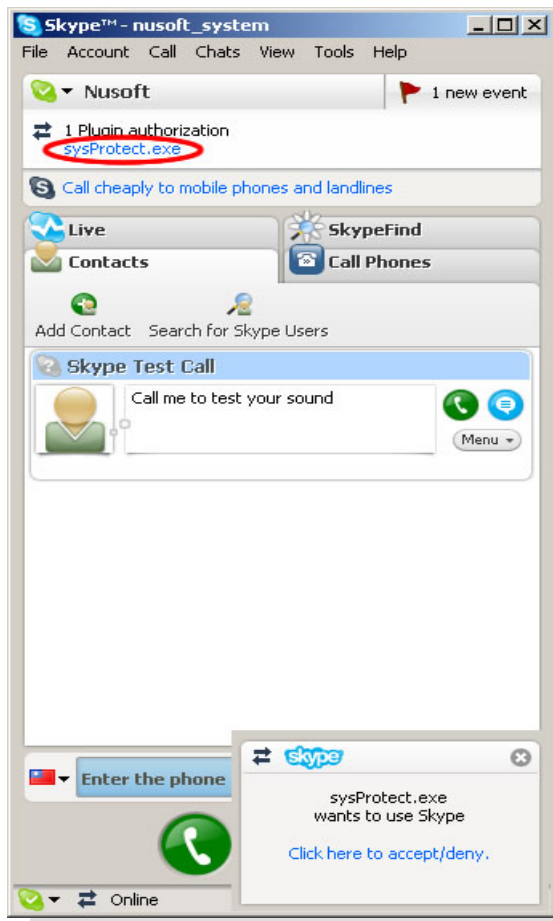 Skype™ - nusoft_system
File Account Call Chats View Tools Help
Nusoft
1 new event
1 Plugin authorization
sysProtect.exe
Call cheaply to mobile phones and landlines
Live
SkypeFind
Contacts
Call Phones
Add Contact Search for Skype Users
Skype Test Call
Call me to test your sound
Menu
Enter the phone
skype
sysProtect.exe
wants to use Skype
Click here to accept/deny.
Online